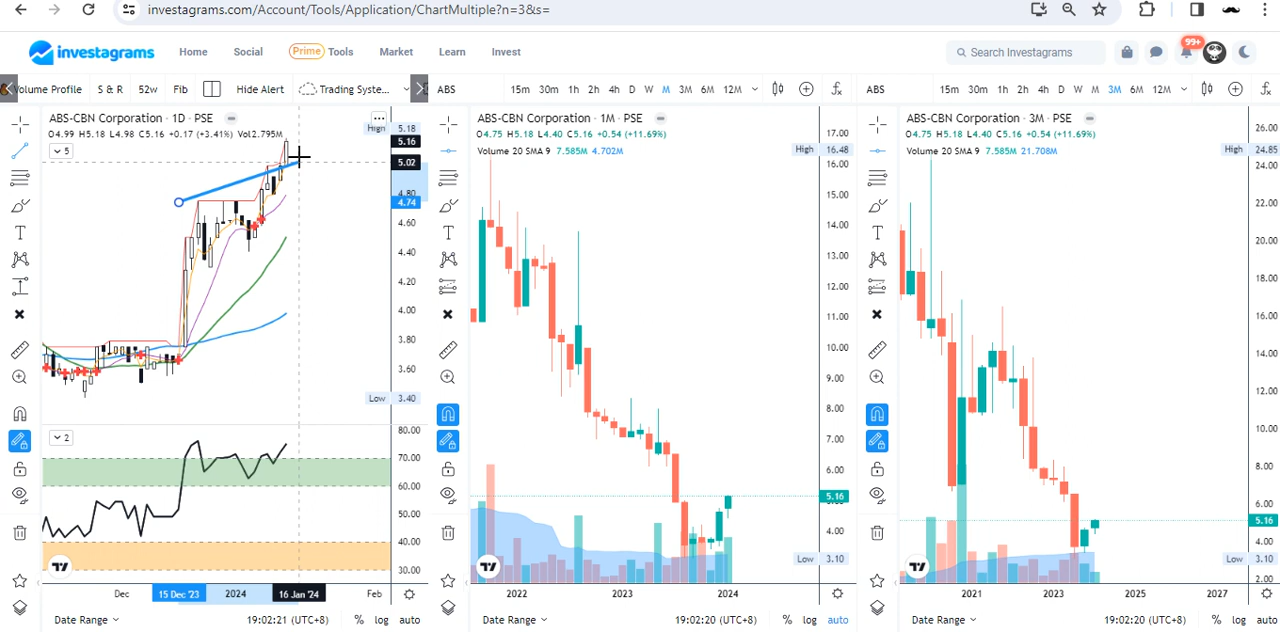 investagrams.com/Account/Tools/Application/ChartMultiple?n=3&s=
investagrams
Home
Social
Prime Tools
Market
Learn
Invest
Search Investagrams
99+
Volume Profile
S & R
52w
Fib
Hide Alert
Trading Syste...
ABS-CBN Corporation · 1D · PSE
O4.99 H5.18 L4.98 C5.16 +0.17 (+3.41%) Vol2.795M
5
High 5.18
5.16
5.02
4.80
4.74
4.60
4.40
4.20
4.00
3.80
3.60
Low 3.40
2
80.00
70.00
60.00
50.00
40.00
30.00
Dec
15 Dec '23
2024
16 Jan '24
Feb
Date Range
19:02:21 (UTC+8)
% log auto
ABS
15m 30m 1h 2h 4h D W M 3M 6M 12M
ABS-CBN Corporation · 1M · PSE
O4.75 H5.18 L4.40 C5.16 +0.54 (+11.69%)
Volume 20 SMA 9 7.585M 4.702M
17.00
High 16.48
16.00
15.00
14.00
13.00
12.00
11.00
10.00
9.00
8.00
7.00
6.00
5.16
4.00
Low 3.10
2022
2023
2024
Date Range
19:02:20 (UTC+8)
% log auto
ABS
15m 30m 1h 2h 4h D W M 3M 6M 12M
ABS-CBN Corporation · 3M · PSE
O4.75 H5.18 L4.40 C5.16 +0.54 (+11.69%)
Volume 20 SMA 9 7.585M 21.708M
26.00
High 24.85
24.00
22.00
20.00
18.00
16.00
14.00
12.00
10.00
8.00
6.00
5.16
4.00
Low 3.10
2.00
2021
2023
2025
2027
Date Range
19:02:20 (UTC+8)
% log auto